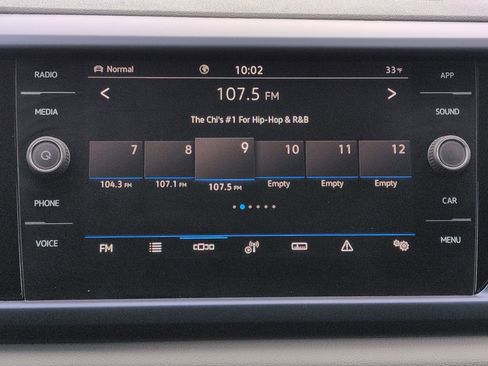 RADIO
MEDIA
PHONE
VOICE
Normal 10:02 33°F
< 107.5 FM >
The Chi's #1 For Hip-Hop & R&B
7 8 9 10 11 12
104.3 FM 107.1 FM 107.5 FM Empty Empty Empty
FM
APP
SOUND
CAR
MENU